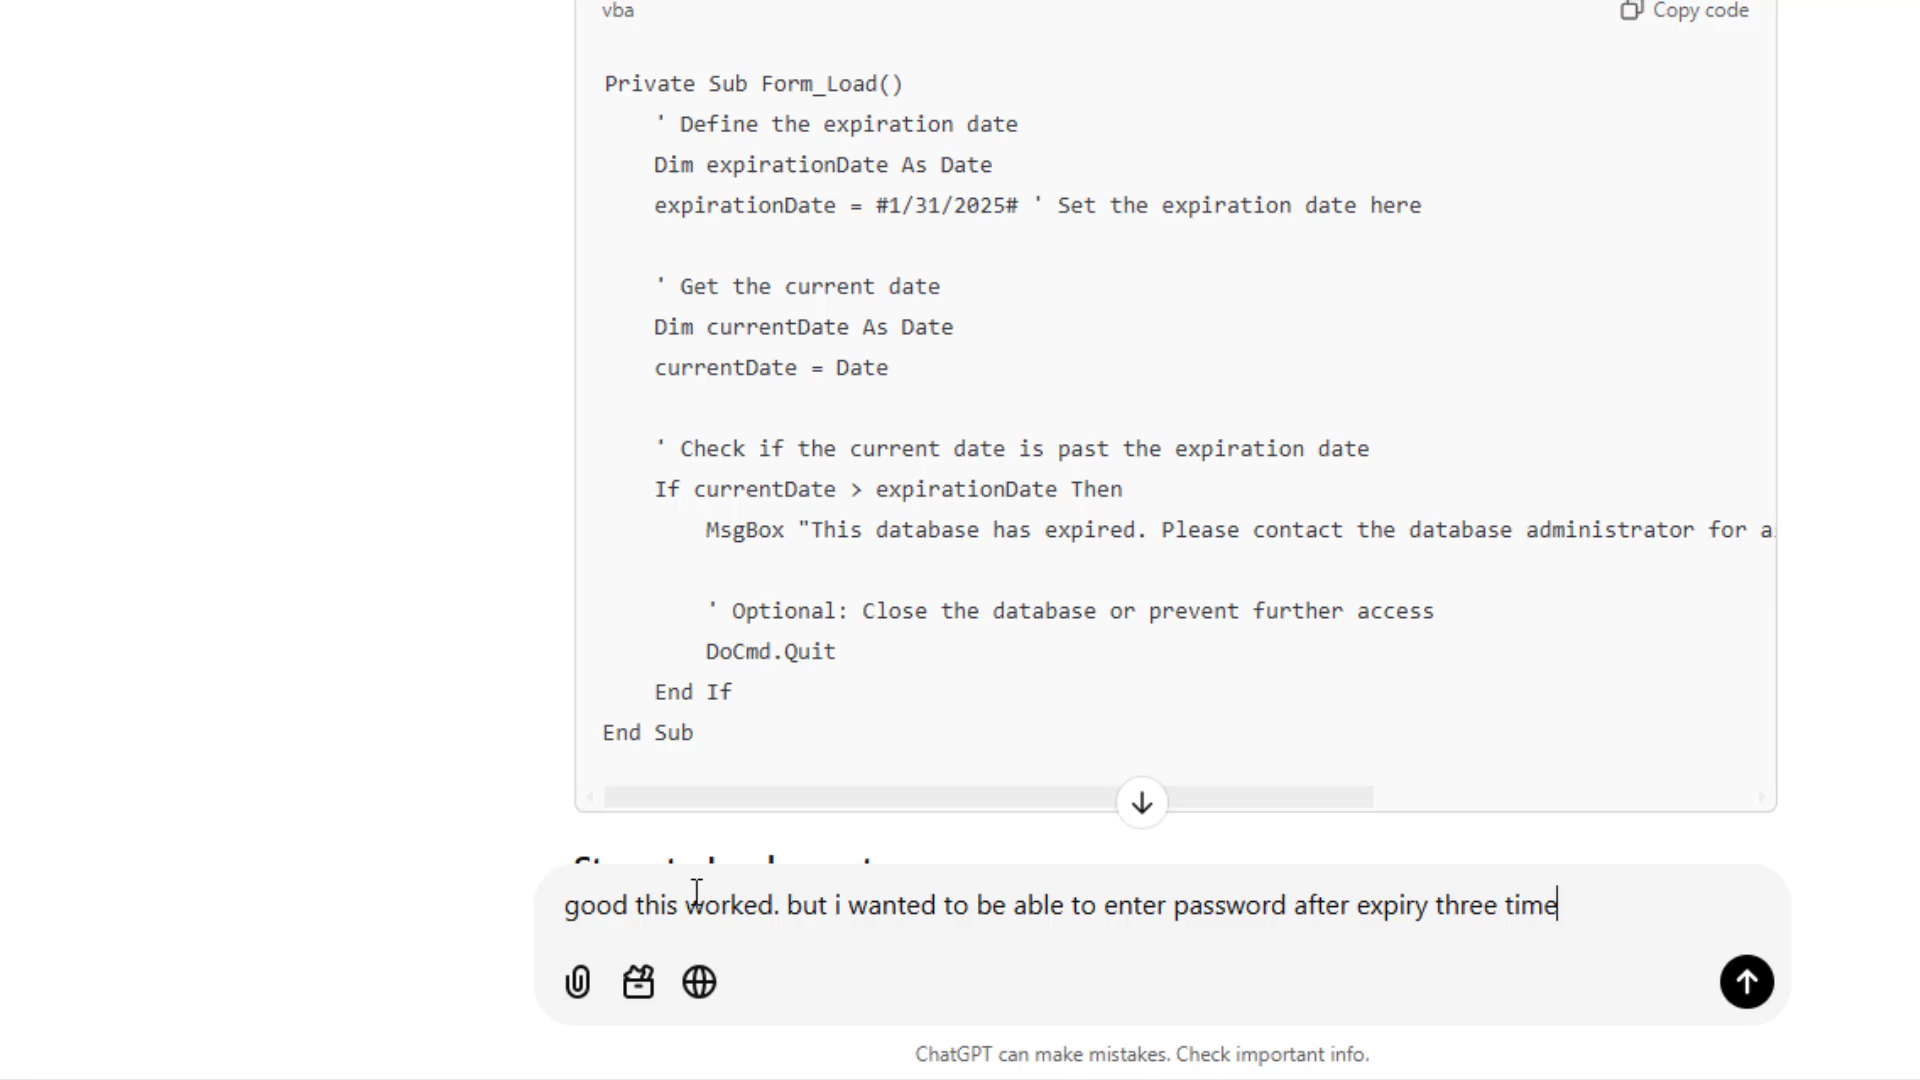 vba
Copy code
Private Sub Form_Load()
    ' Define the expiration date
    Dim expirationDate As Date
    expirationDate = #1/31/2025# ' Set the expiration date here
    ' Get the current date
    Dim currentDate As Date
    currentDate = Date
    ' Check if the current date is past the expiration date
    If currentDate > expirationDate Then
        MsgBox "This database has expired. Please contact the database administrator for a
        ' Optional: Close the database or prevent further access
        DoCmd.Quit
    End If
End Sub
good this worked. but i wanted to be able to enter password after expiry three time
ChatGPT can make mistakes. Check important info.